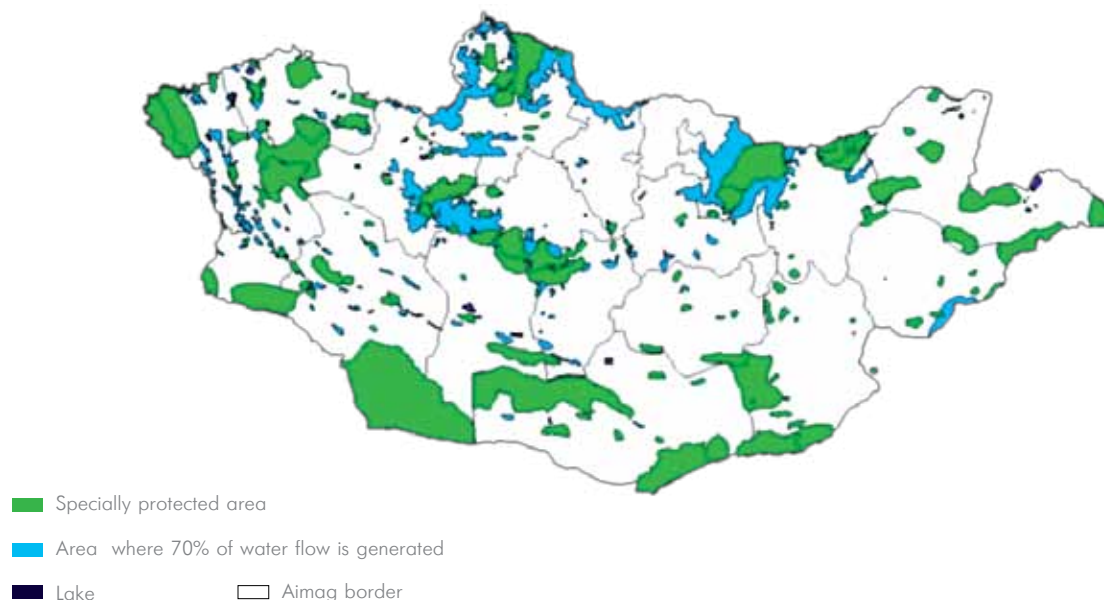 Specially protected area
Area where 70% of water flow is generated
Lake
Aimag border